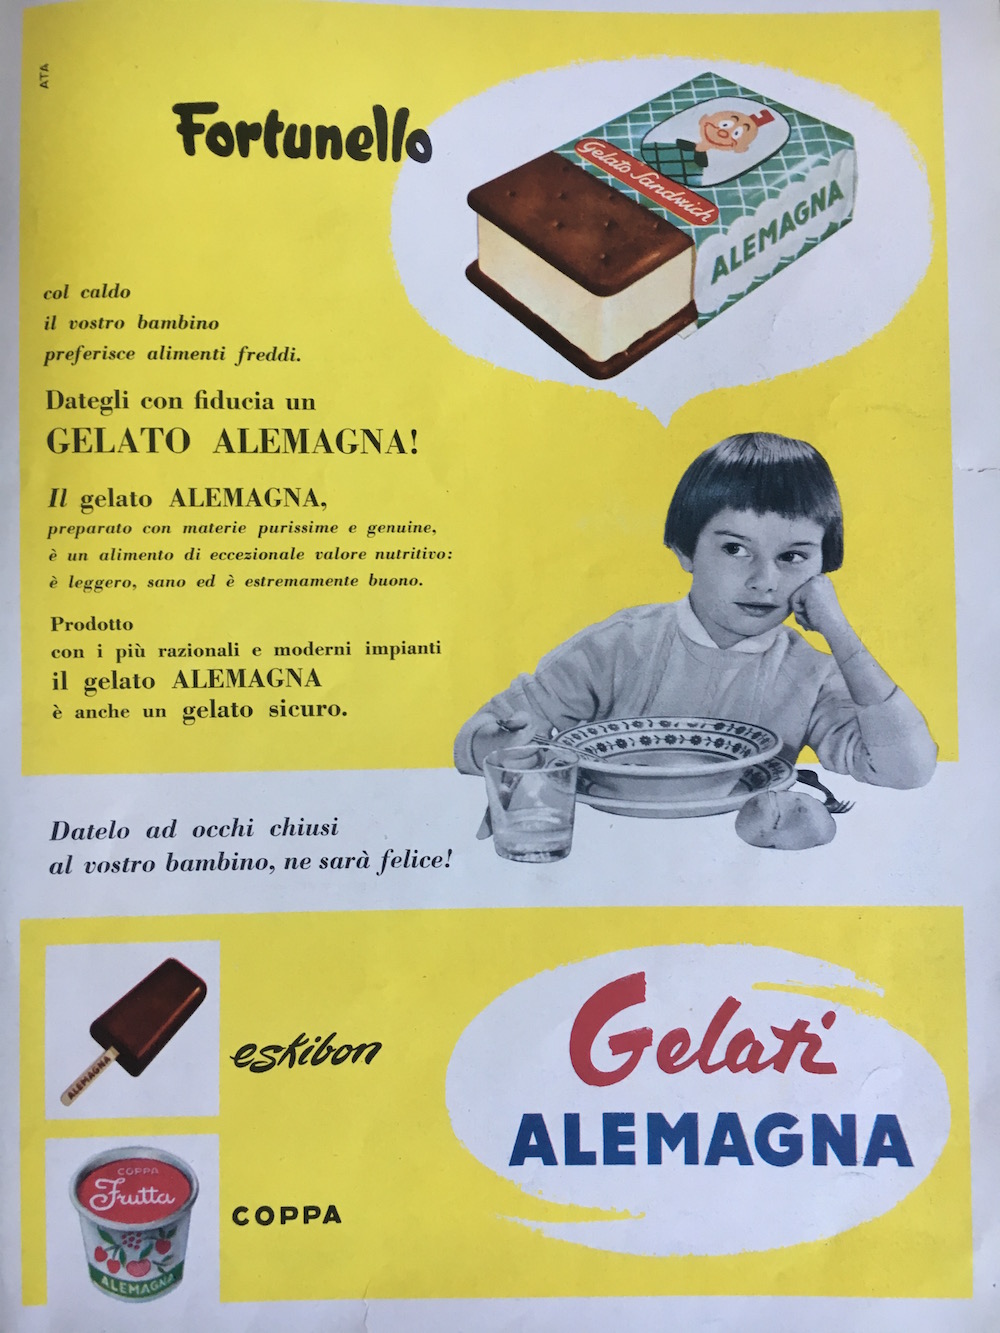 ATA
Fortunello
Gelato Sandwich
ALEMAGNA
col caldo
il vostro bambino
preferisce alimenti freddi.
Dategli con fiducia un
GELATO ALEMAGNA!
Il gelato ALEMAGNA,
preparato con materie purissime e genuine,
è un alimento di eccezionale valore nutritivo:
è leggero, sano ed è estremamente buono.
Prodotto
con i più razionali e moderni impianti
il gelato ALEMAGNA
è anche un gelato sicuro.
Datelo ad occhi chiusi
al vostro bambino, ne sarà felice!
ALEMAGNA
eskibon
Gelati
ALEMAGNA
COPPA
Frutta
ALEMAGNA
COPPA